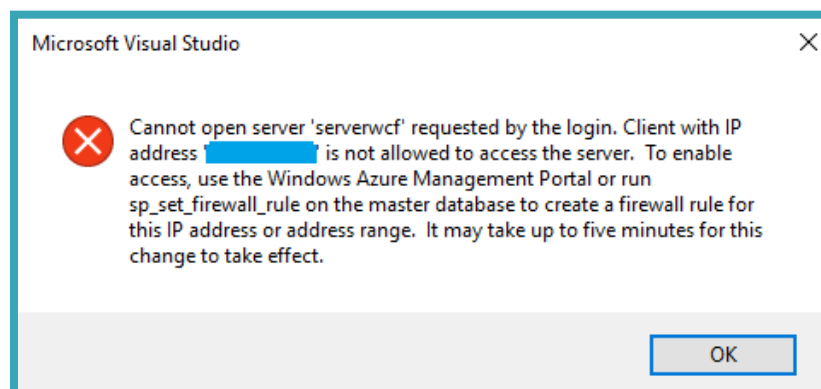 Microsoft Visual Studio
Cannot open server 'serverwcf' requested by the login. Client with IP
address '' is not allowed to access the server. To enable
access, use the Windows Azure Management Portal or run
sp_set_firewall_rule on the master database to create a firewall rule for
this IP address or address range. It may take up to five minutes for this
change to take effect.
OK